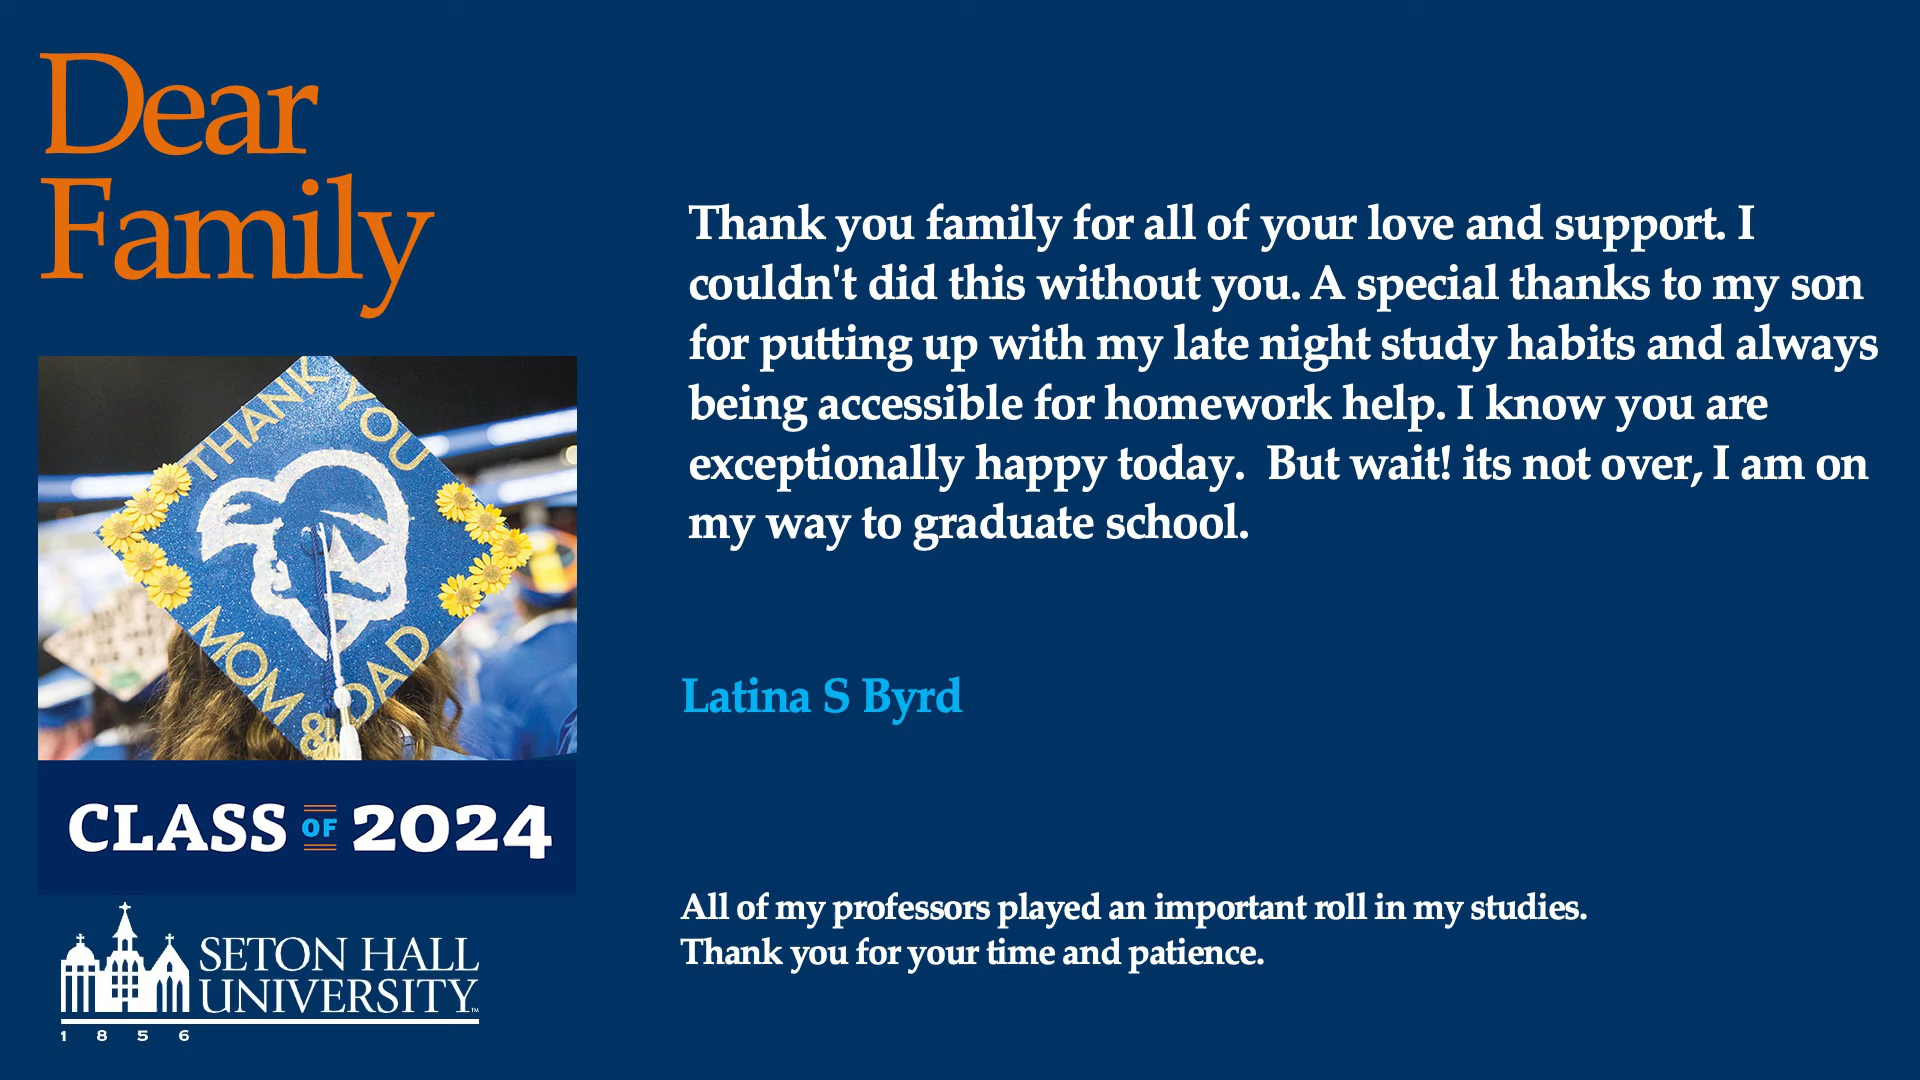 Dear
Family
Thank you family for all of your love and support. I
couldn't did this without you. A special thanks to my son
for putting up with my late night study habits and always
being accessible for homework help. I know you are
exceptionally happy today.  But wait! its not over, I am on
my way to graduate school.
Latina S Byrd
All of my professors played an important roll in my studies.
Thank you for your time and patience.
THANK YOU
MOM & DAD
CLASS OF 2024
SETON HALL
UNIVERSITY™
1 8 5 6